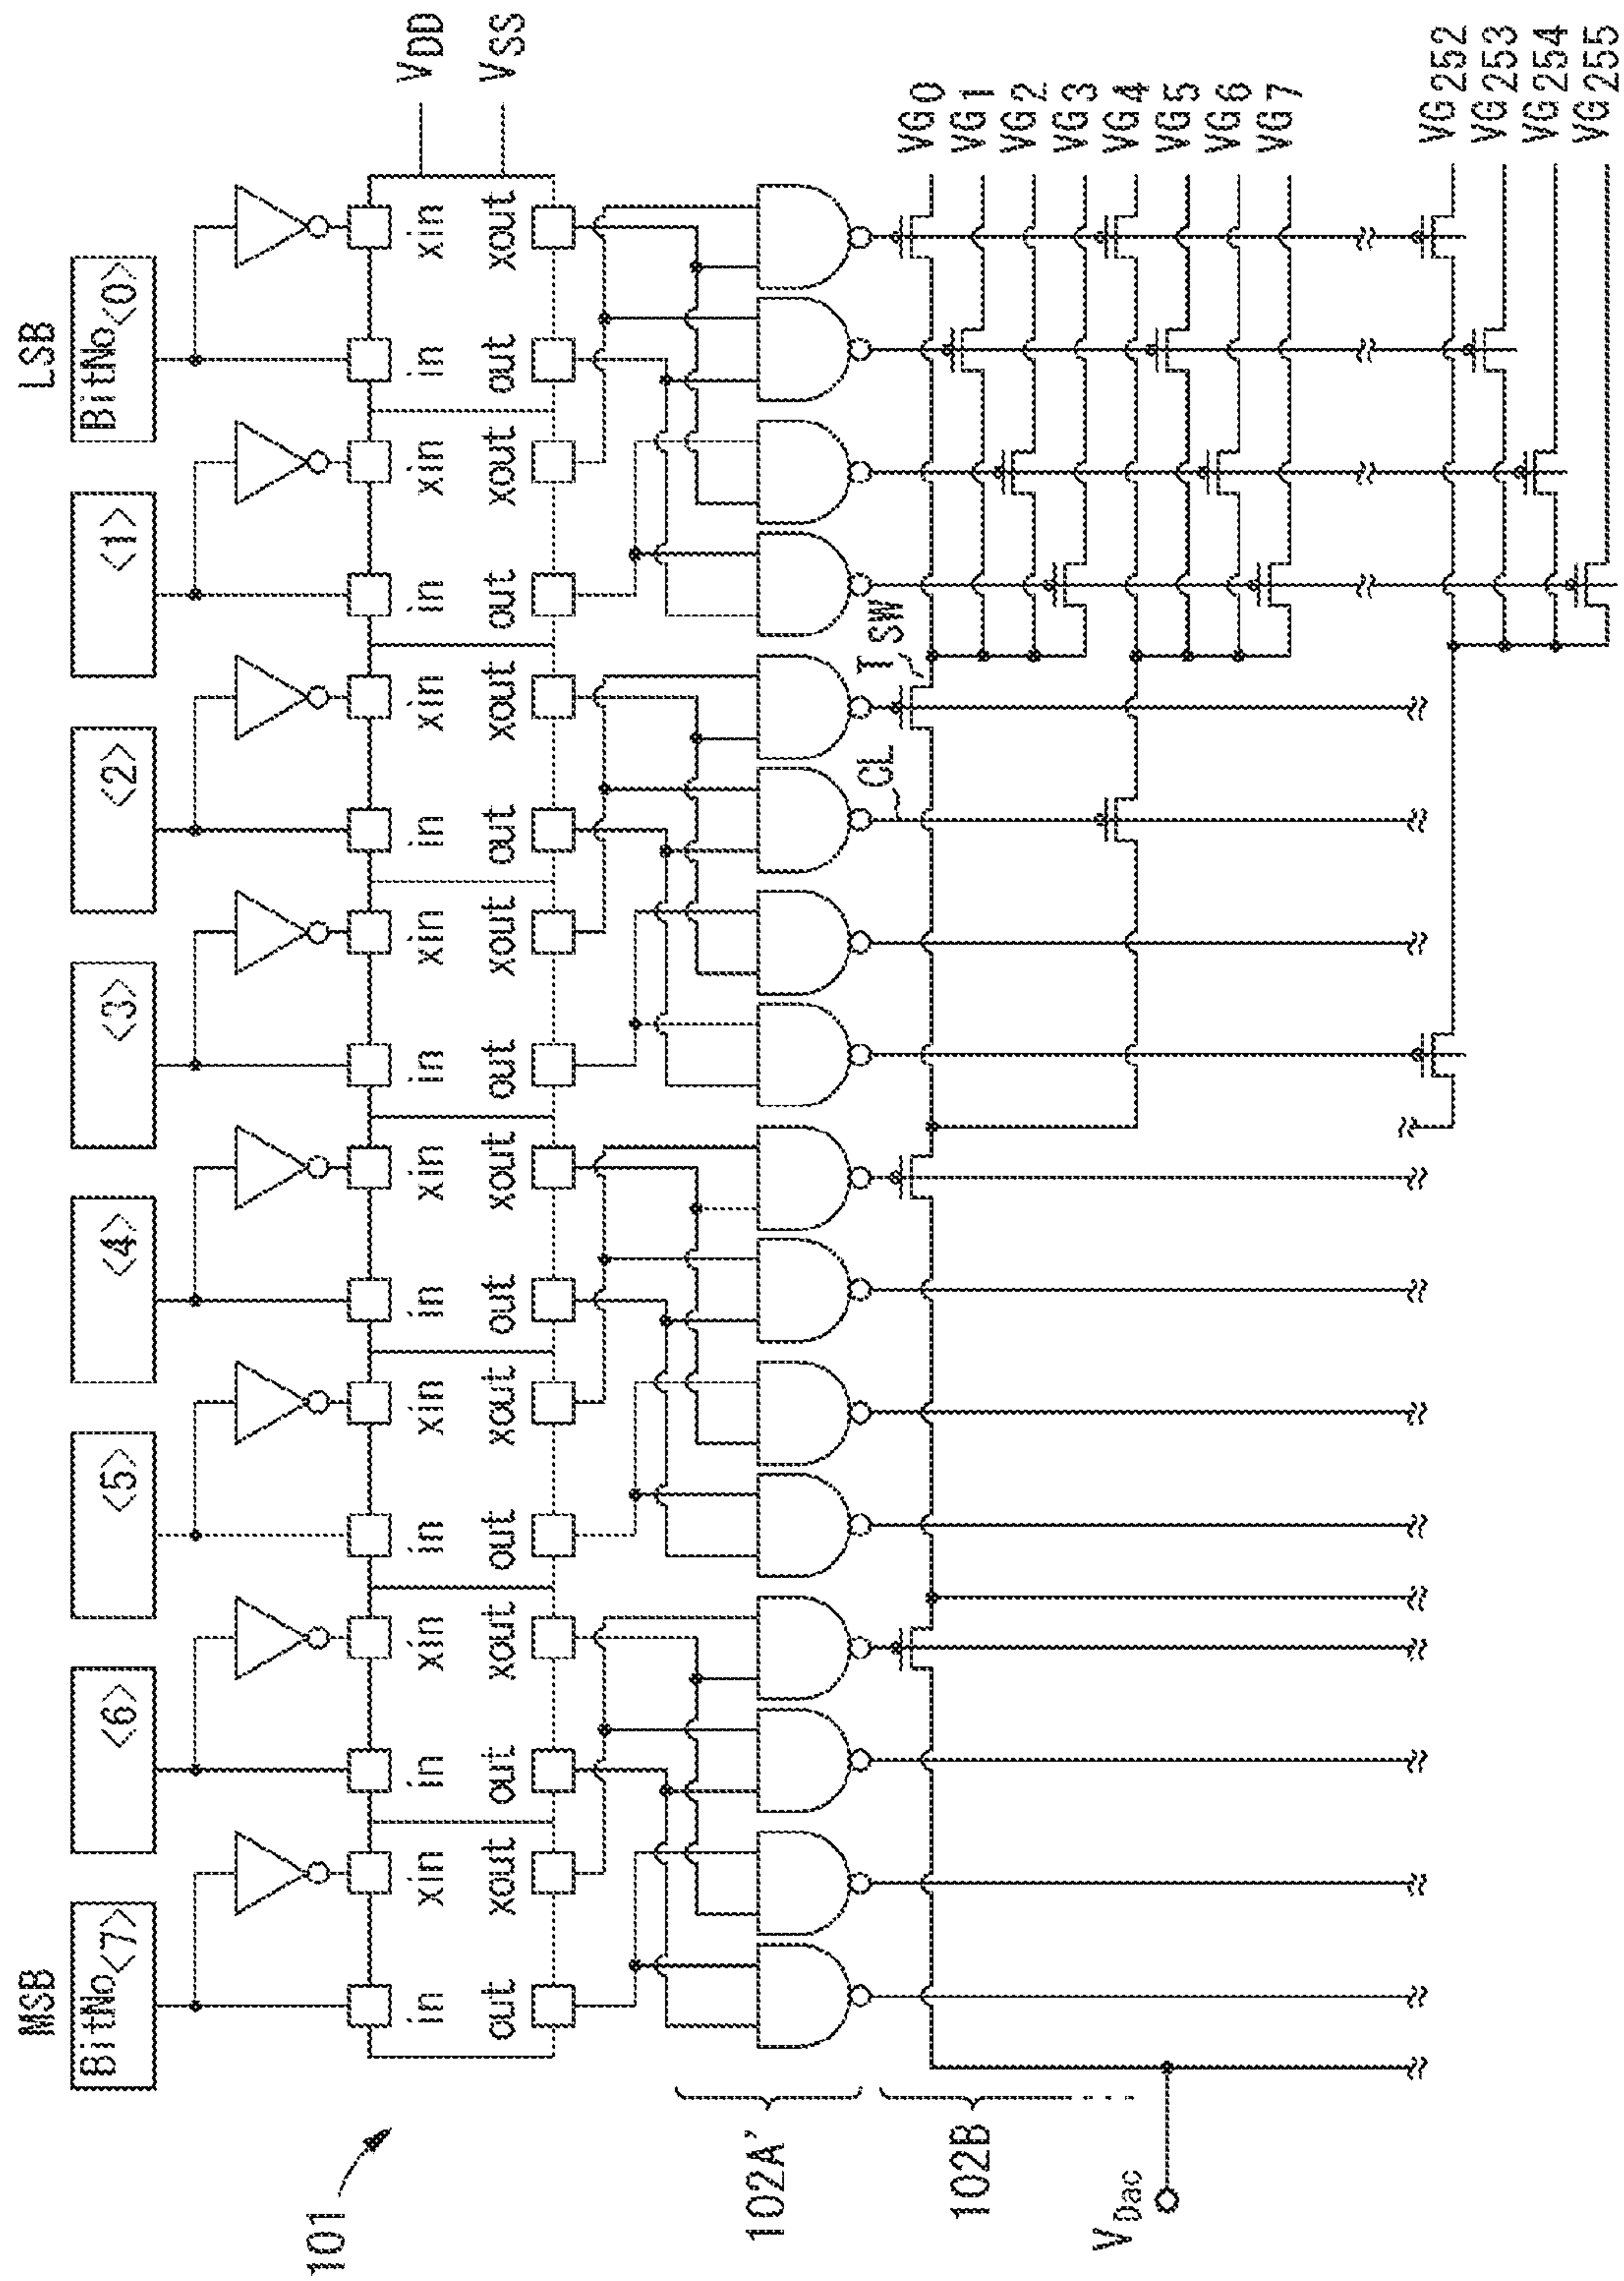 MSB
LSB
BitNo<7>
<6>
<5>
<4>
<3>
<2>
<1>
BitNo<0>
101
in
xin
in
xin
in
xin
in
xin
in
xin
in
xin
in
xin
in
xin
VDD
out
xout
out
xout
out
xout
out
xout
out
xout
out
xout
out
xout
out
xout
VSS
102A'
102B
CL
TSW
VG0
VG1
VG2
VG3
VG4
VG5
VG6
VG7
VDac
VG252
VG253
VG254
VG255